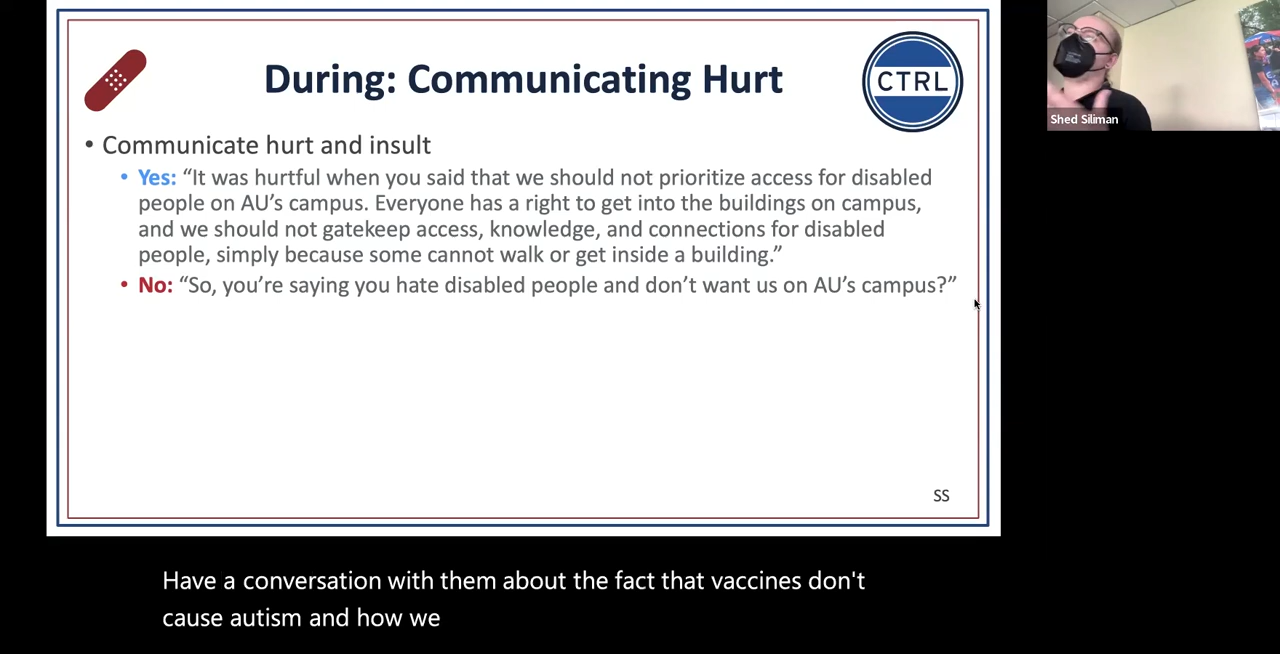 During: Communicating Hurt
CTRL
• Communicate hurt and insult
• Yes: “It was hurtful when you said that we should not prioritize access for disabled
people on AU’s campus. Everyone has a right to get into the buildings on campus,
and we should not gatekeep access, knowledge, and connections for disabled
people, simply because some cannot walk or get inside a building.”
• No: “So, you’re saying you hate disabled people and don’t want us on AU’s campus?”
SS
Shed Siliman
Have a conversation with them about the fact that vaccines don't
cause autism and how we